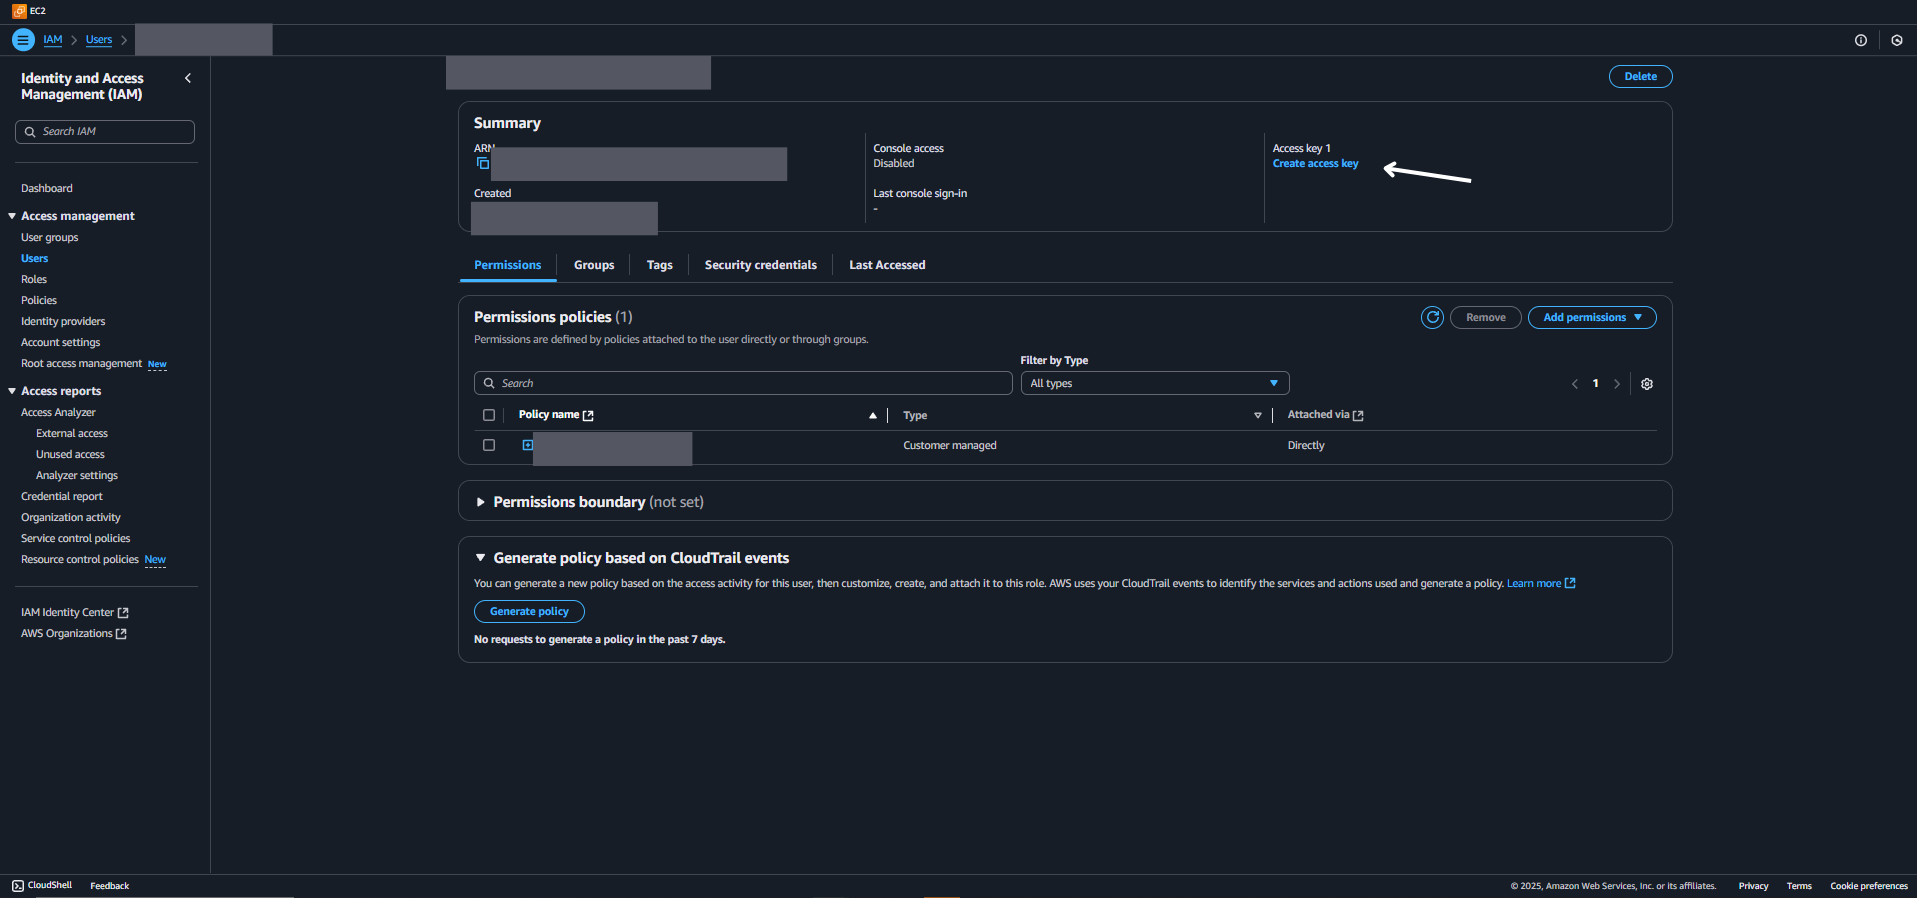 EC2
IAM
Users
Identity and Access
Management (IAM)
Search IAM
Dashboard
Access management
User groups
Users
Roles
Policies
Identity providers
Account settings
Root access management New
Access reports
Access Analyzer
External access
Unused access
Analyzer settings
Credential report
Organization activity
Service control policies
Resource control policies New
IAM Identity Center
AWS Organizations
Delete
Summary
ARN
Created
Console access
Disabled
Last console sign-in
-
Access key 1
Create access key
Permissions Groups Tags Security credentials Last Accessed
Permissions policies (1)
Permissions are defined by policies attached to the user directly or through groups.
Remove
Add permissions
Filter by Type
Search
All types
1
Policy name Type Attached via
Customer managed Directly
Permissions boundary (not set)
Generate policy based on CloudTrail events
You can generate a new policy based on the access activity for this user, then customize, create, and attach it to this role. AWS uses your CloudTrail events to identify the services and actions used and generate a policy. Learn more
Generate policy
No requests to generate a policy in the past 7 days.
CloudShell Feedback
© 2025, Amazon Web Services, Inc. or its affiliates. Privacy Terms Cookie preferences